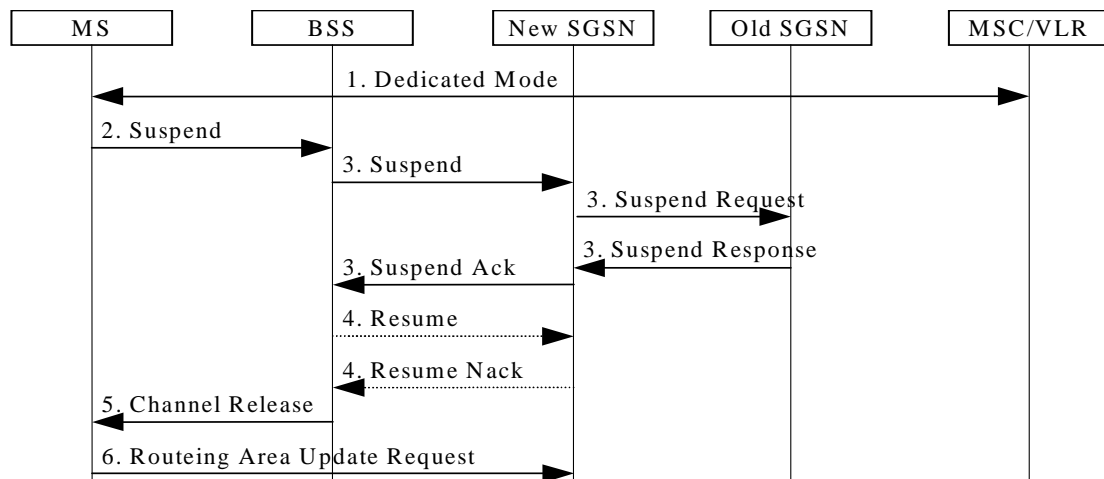 MS BSS New SGSN Old SGSN MSC/VLR
1. Dedicated Mode
2. Suspend
3. Suspend
3. Suspend Request
3. Suspend Response
3. Suspend Ack
4. Resume
4. Resume Nack
5. Channel Release
6. Routeing Area Update Request